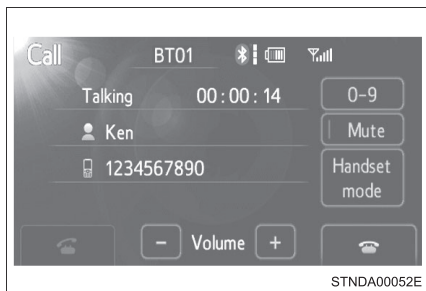 Call BT01
Talking 00:00:14 0-9
Ken Mute
1234567890 Handset
mode
- Volume +
STNDA00052E